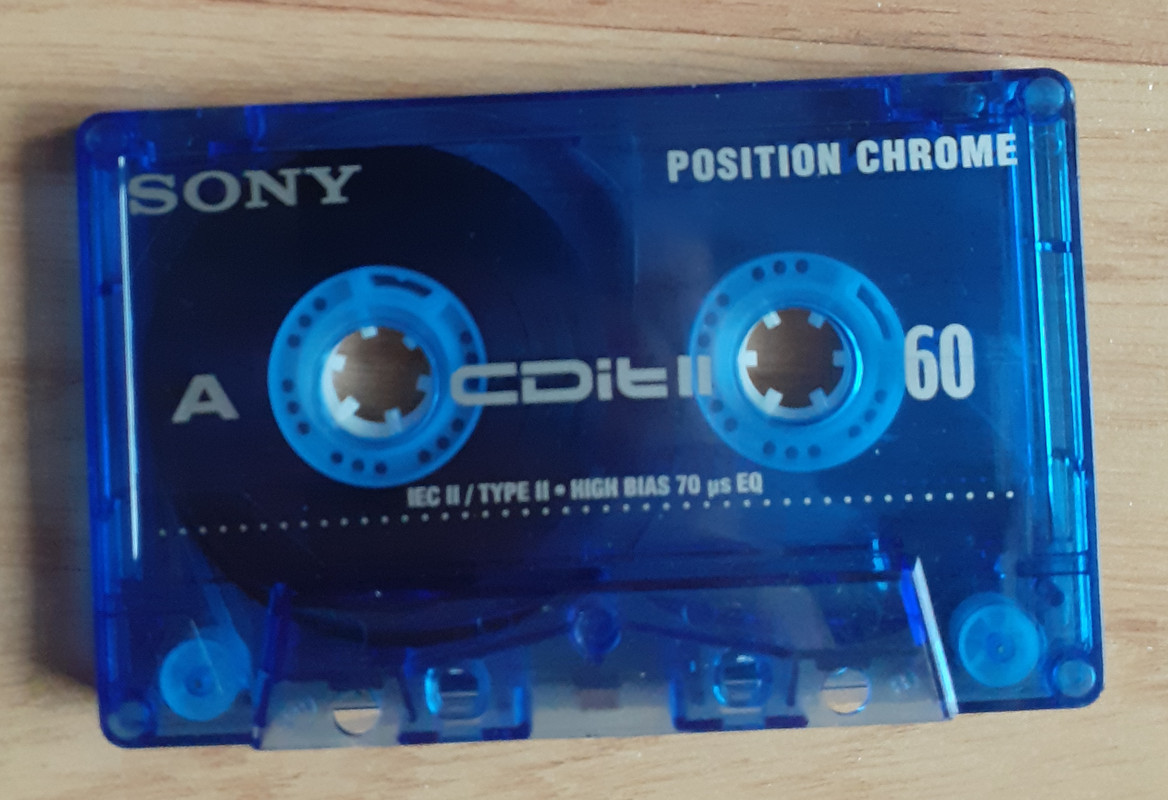 SONY
POSITION CHROME
A
CDit II
60
IEC II / TYPE II • HIGH BIAS 70 µs EQ